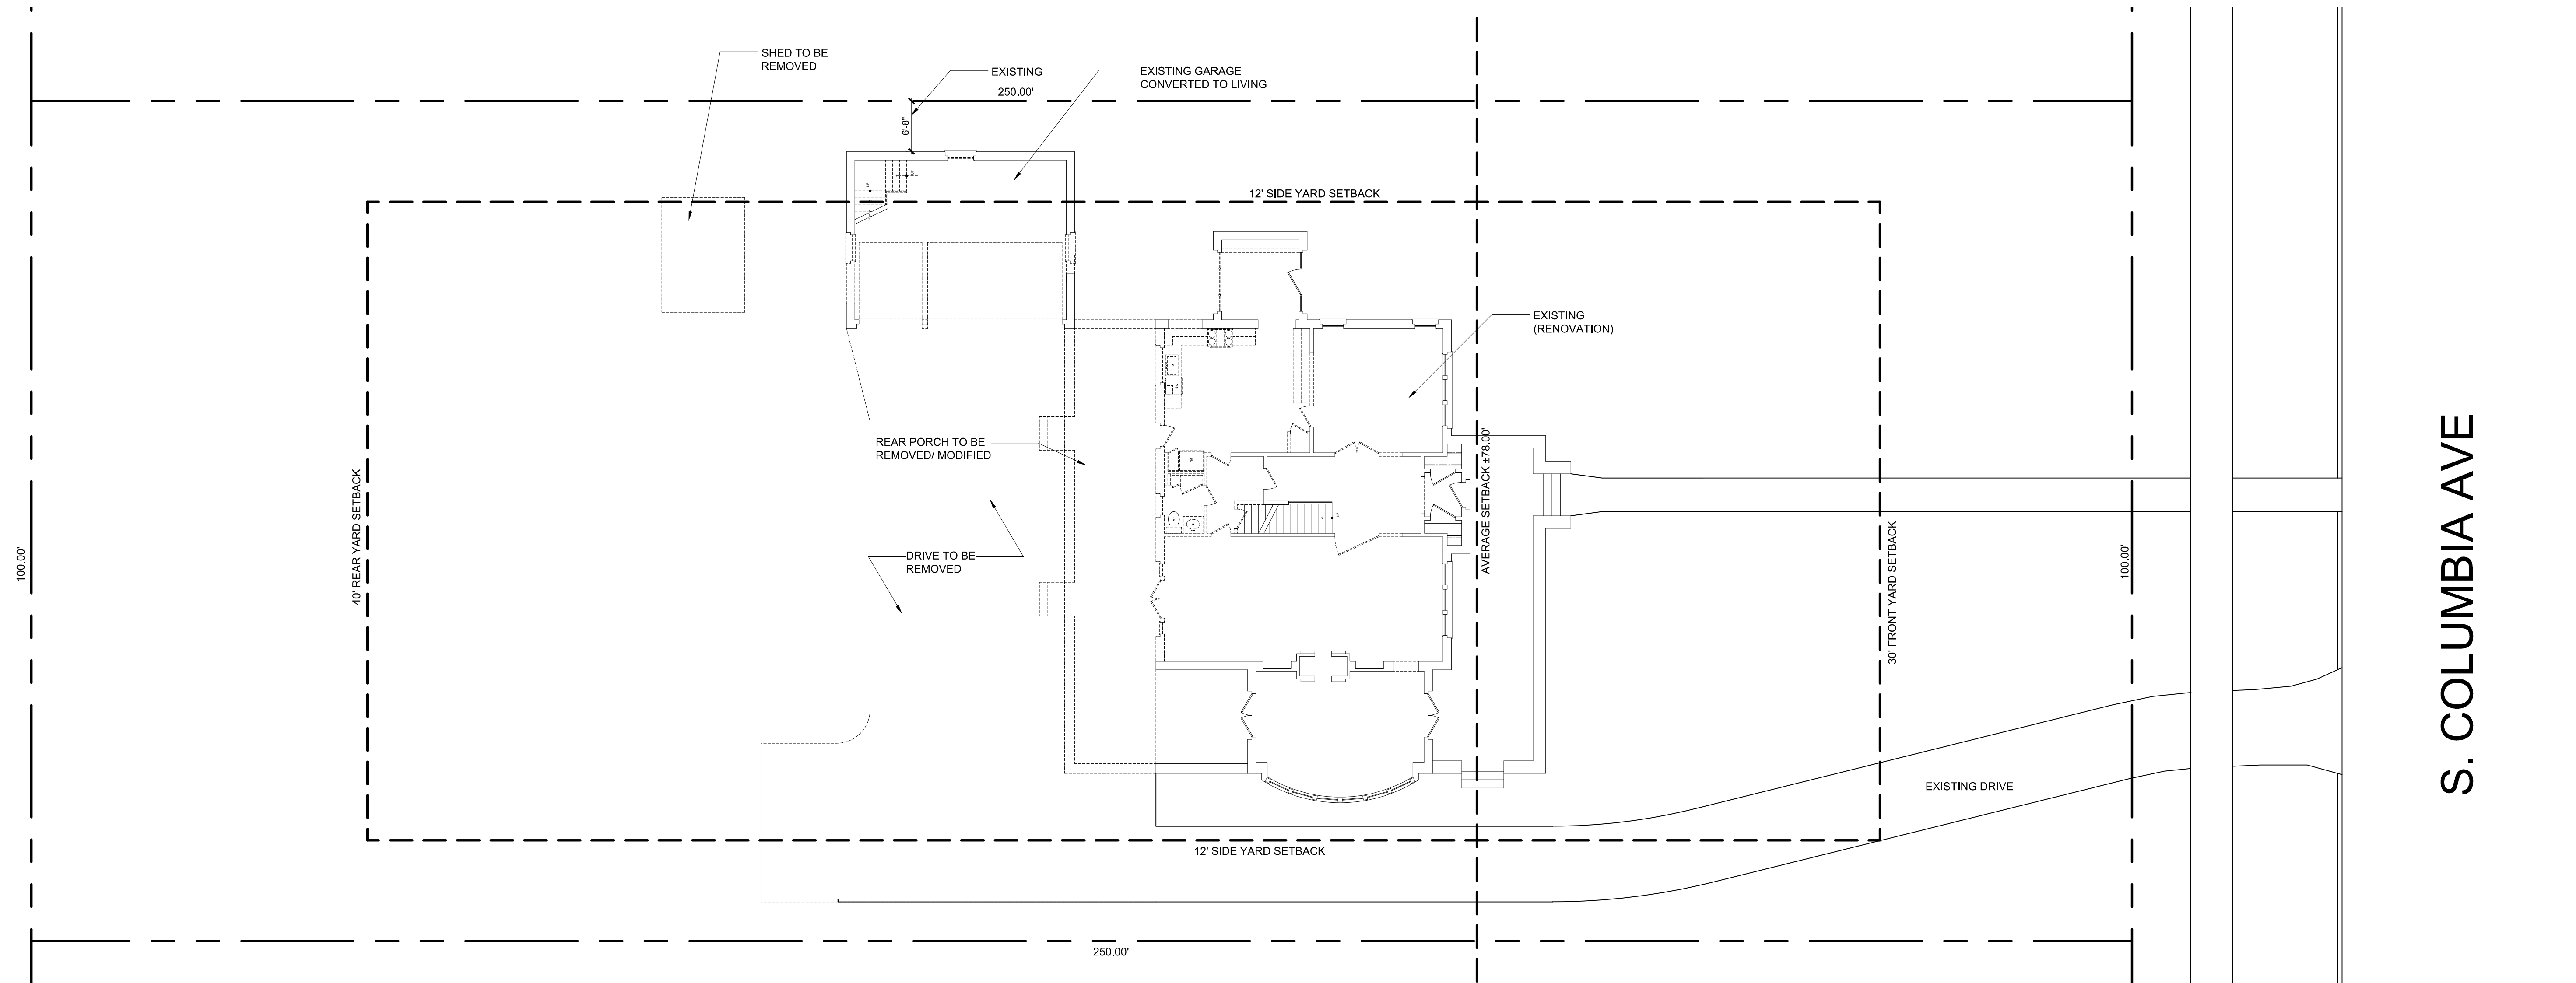 SHED TO BE
REMOVED
EXISTING
250.00'
EXISTING GARAGE
CONVERTED TO LIVING
6'-8"
12' SIDE YARD SETBACK
EXISTING
(RENOVATION)
REAR PORCH TO BE
REMOVED/ MODIFIED
DRIVE TO BE
REMOVED
100.00'
40' REAR YARD SETBACK
AVERAGE SETBACK ±78.00'
30' FRONT YARD SETBACK
100.00'
S. COLUMBIA AVE
EXISTING DRIVE
12' SIDE YARD SETBACK
250.00'